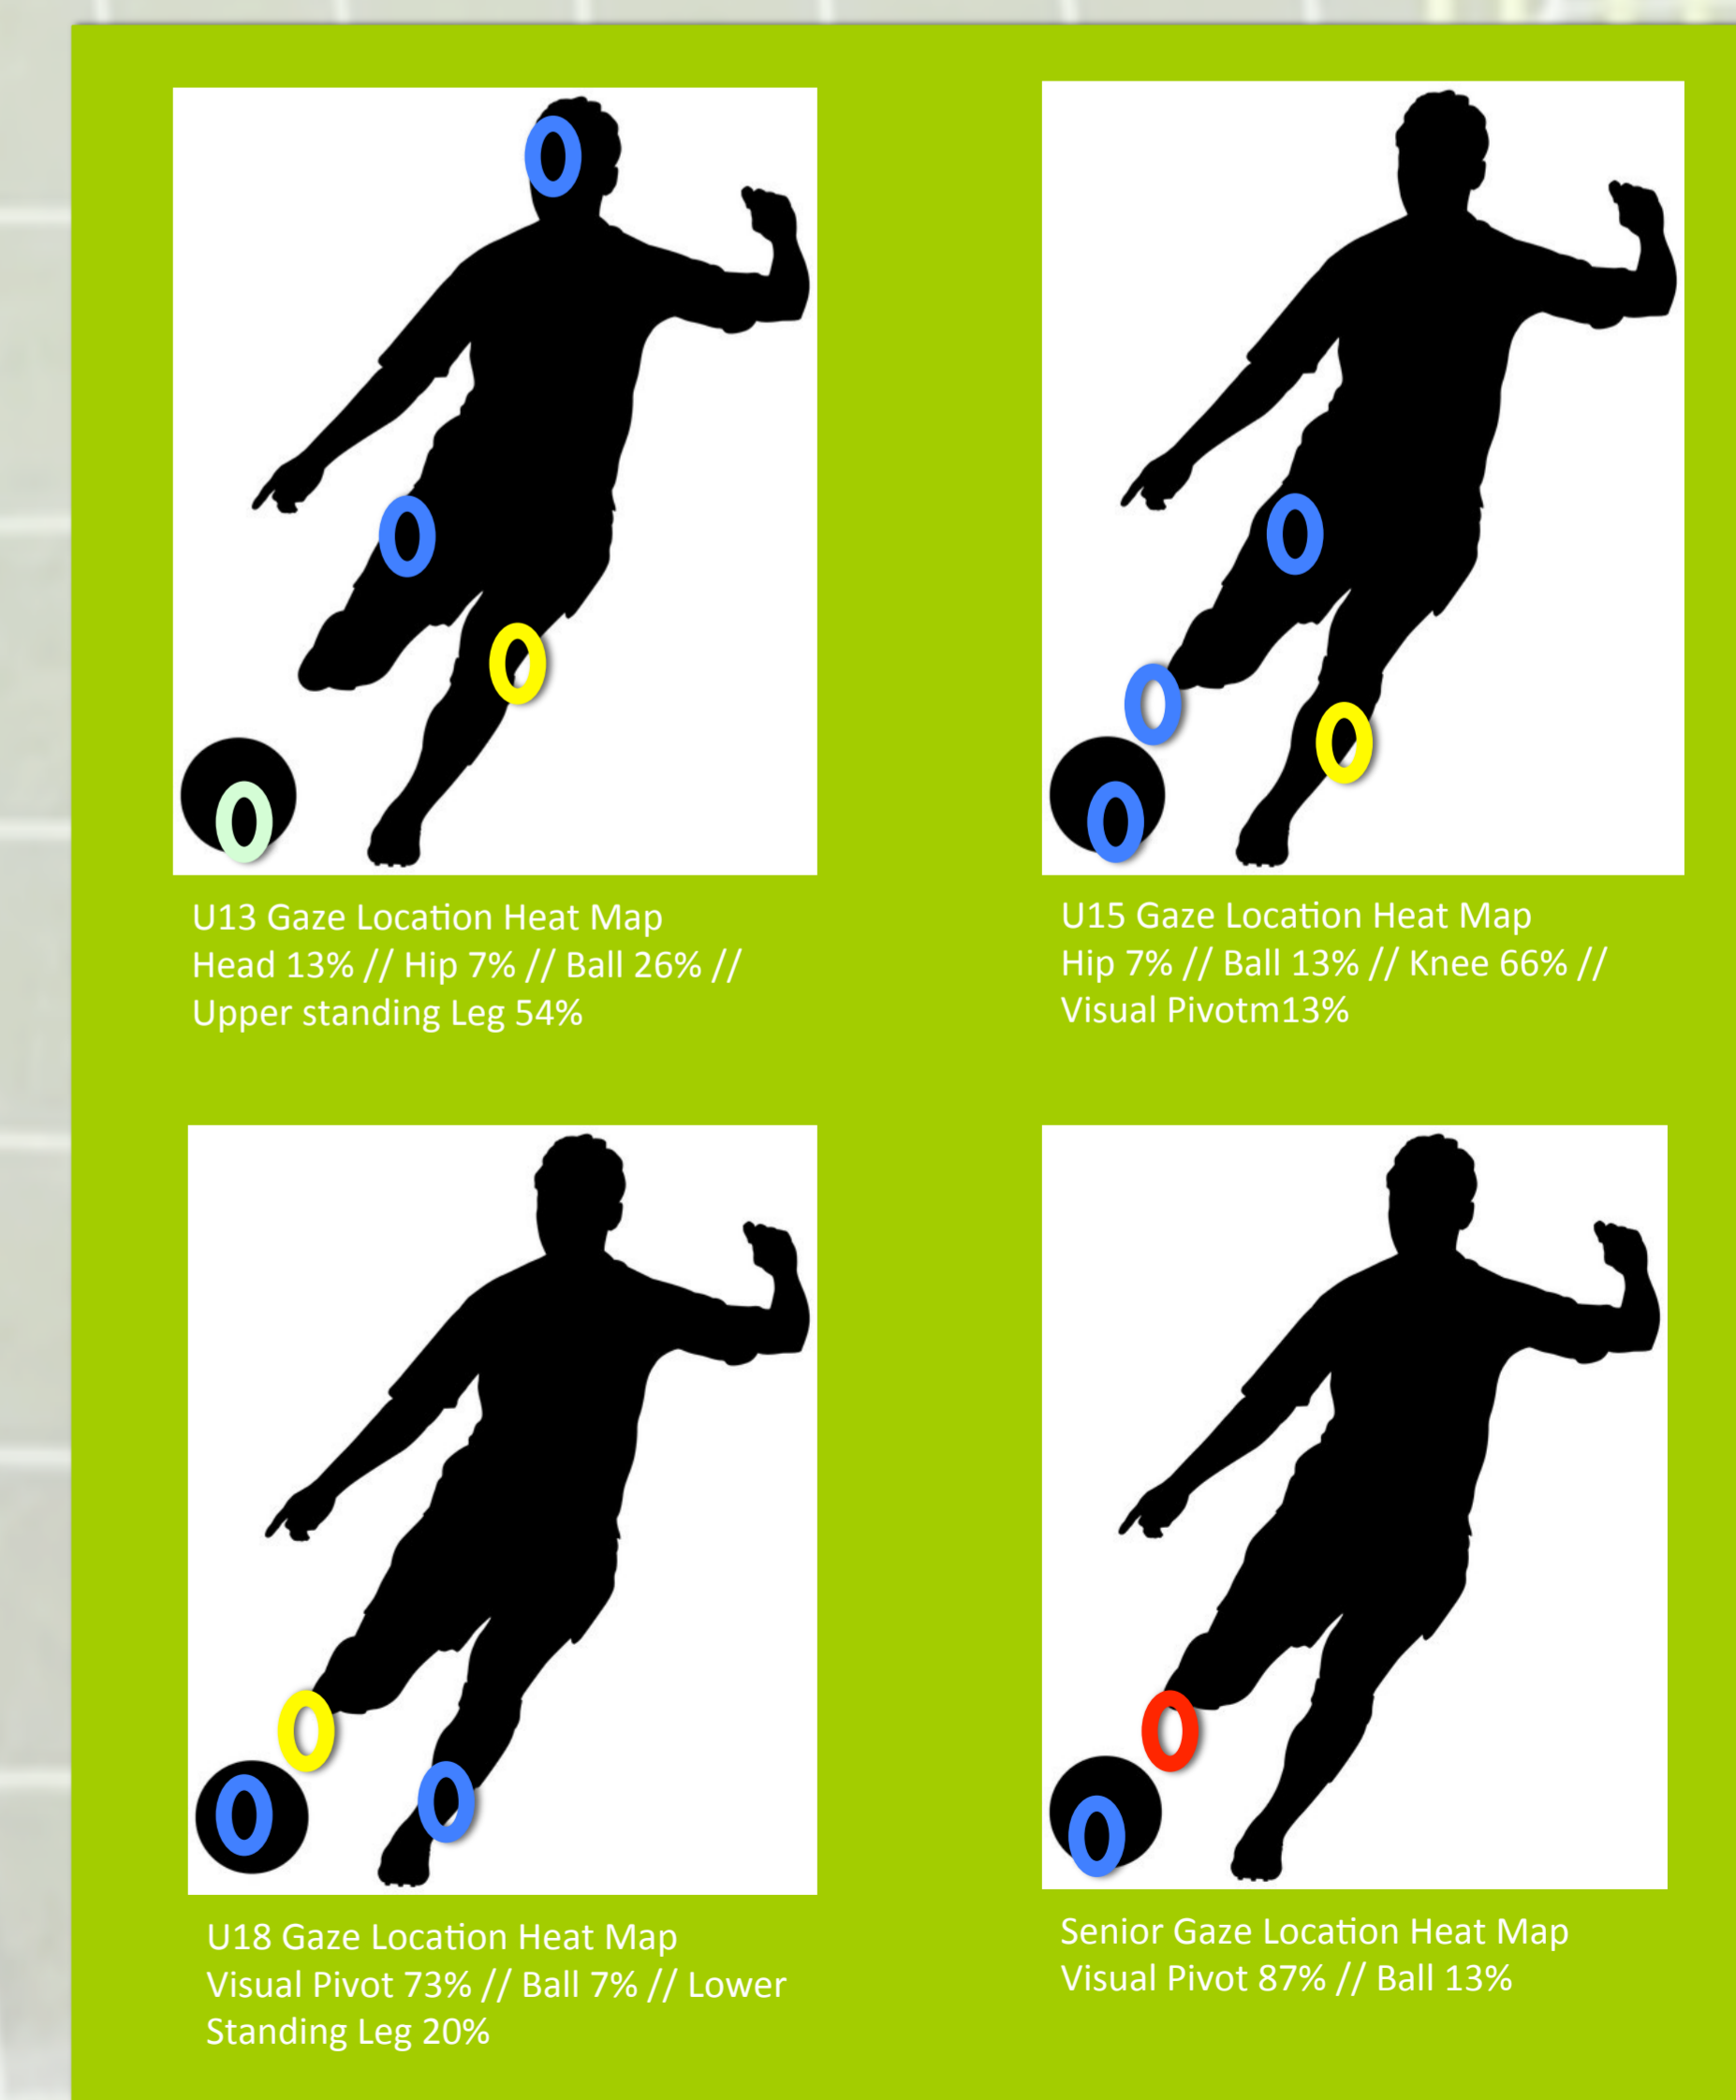 U13 Gaze Location Heat Map
Head 13% // Hip 7% // Ball 26% //
Upper standing Leg 54%
U15 Gaze Location Heat Map
Hip 7% // Ball 13% // Knee 66% //
Visual Pivotm13%
U18 Gaze Location Heat Map
Visual Pivot 73% // Ball 7% // Lower
Standing Leg 20%
Senior Gaze Location Heat Map
Visual Pivot 87% // Ball 13%